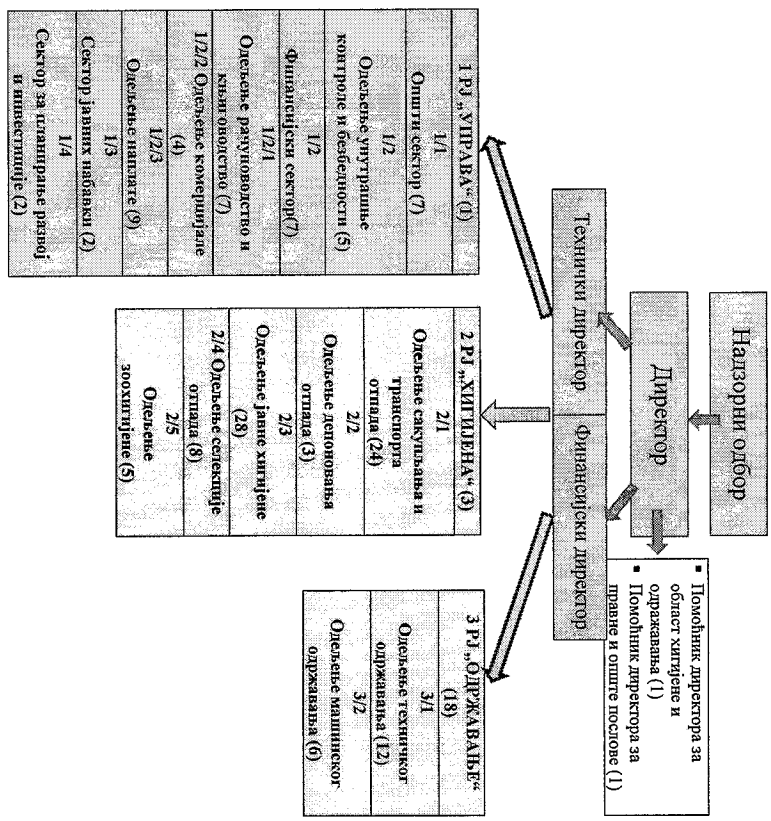 Надзорни одбор
Директор
▪ Помоћник директора за
област хигијене и
одражавања (1)
▪ Помоћник директора за
правне и опште послове (1)
Технички директор
Финансијски директор
1 РЈ „УПРАВА“ (1)
1/1
Општи сектор (7)
1/2
Одељење унутрашње
контроле и безбедности (5)
1/2
Финансијски сектор(7)
1/2/1
Одељење рачуноводство и
књиговодство (7)
1/2/2 Одељење комерцијале
(4)
1/2/3
Одељење наплате (9)
1/3
Сектор јавних набавки (2)
1/4
Сектор за планирање развој
и инвестиције (2)
2 РЈ „ХИГИЈЕНА“ (3)
2/1
Одељење сакупљања и
транспорта
отпада (24)
2/2
Одељење депоновања
отпада (3)
2/3
Одељење јавне хигијене
(28)
2/4 Одељење селекције
отпада (8)
2/5
Одељење
зоохигијене (5)
3 РЈ „ОДРЖАВАЊЕ“
(18)
3/1
Одељење техничког
одржавања (12)
3/2
Одељење машинског
одржавања (6)